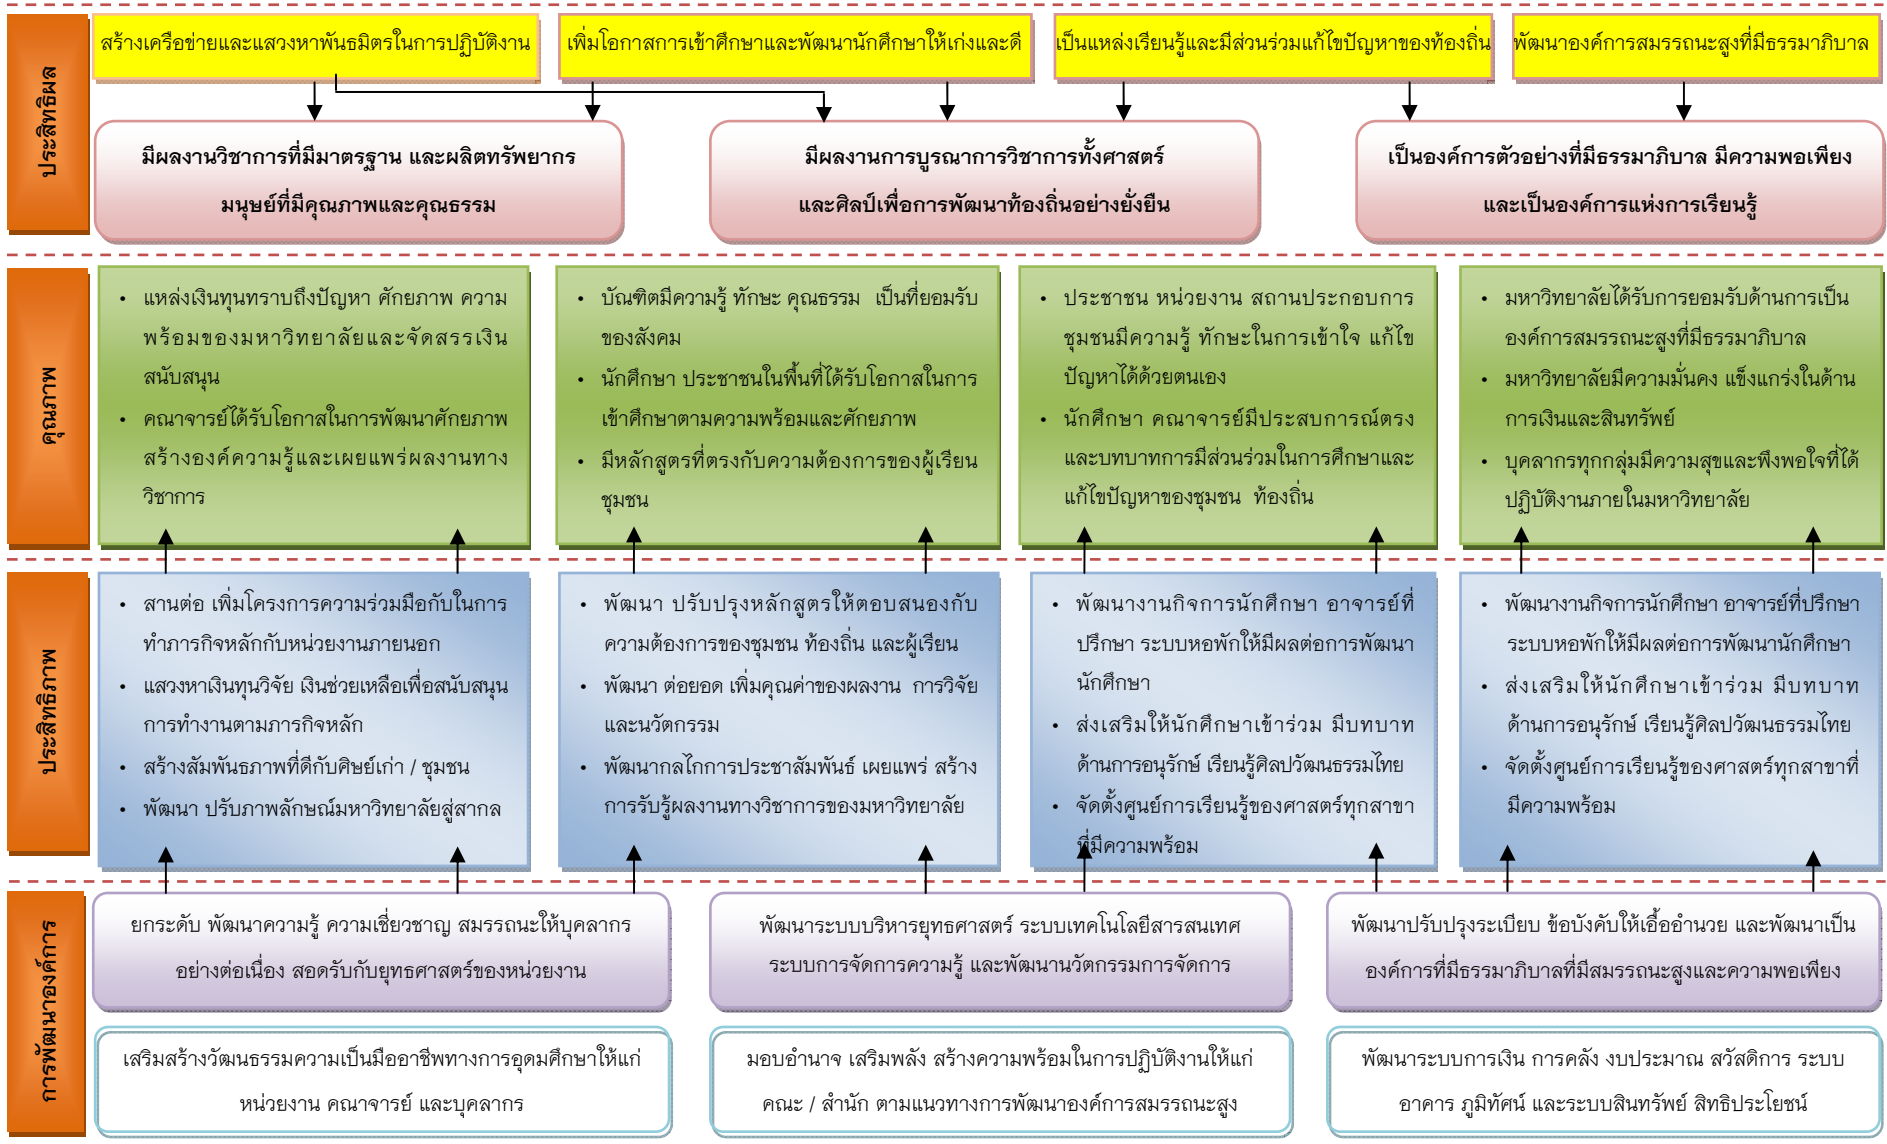 ประสิทธิผล
สร้างเครือข่ายและแสวงหาพันธมิตรในการปฏิบัติงาน
เพิ่มโอกาสการเข้าศึกษาและพัฒนานักศึกษาให้เก่งและดี
เป็นแหล่งเรียนรู้และมีส่วนร่วมแก้ไขปัญหาของท้องถิ่น
พัฒนาองค์การสมรรถนะสูงที่มีธรรมาภิบาล
มีผลงานวิชาการที่มีมาตรฐาน และผลิตทรัพยากร
มนุษย์ที่มีคุณภาพและคุณธรรม
มีผลงานการบูรณาการวิชาการทั้งศาสตร์
และศิลป์เพื่อการพัฒนาท้องถิ่นอย่างยั่งยืน
เป็นองค์การตัวอย่างที่มีธรรมาภิบาล มีความพอเพียง
และเป็นองค์การแห่งการเรียนรู้
คุณภาพ
• แหล่งเงินทุนทราบถึงปัญหา ศักยภาพ ความ
พร้อมของมหาวิทยาลัยและจัดสรรเงิน
สนับสนุน
• คณาจารย์ได้รับโอกาสในการพัฒนาศักยภาพ
สร้างองค์ความรู้และเผยแพร่ผลงานทาง
วิชาการ
• บัณฑิตมีความรู้ ทักษะ คุณธรรม เป็นที่ยอมรับ
ของสังคม
• นักศึกษา ประชาชนในพื้นที่ได้รับโอกาสในการ
เข้าศึกษาตามความพร้อมและศักยภาพ
• มีหลักสูตรที่ตรงกับความต้องการของผู้เรียน
ชุมชน
• ประชาชน หน่วยงาน สถานประกอบการ
ชุมชนมีความรู้ ทักษะในการเข้าใจ แก้ไข
ปัญหาได้ด้วยตนเอง
• นักศึกษา คณาจารย์มีประสบการณ์ตรง
และบทบาทการมีส่วนร่วมในการศึกษาและ
แก้ไขปัญหาของชุมชน ท้องถิ่น
• มหาวิทยาลัยได้รับการยอมรับด้านการเป็น
องค์การสมรรถนะสูงที่มีธรรมาภิบาล
• มหาวิทยาลัยมีความมั่นคง แข็งแกร่งในด้าน
การเงินและสินทรัพย์
• บุคลากรทุกกลุ่มมีความสุขและพึงพอใจที่ได้
ปฏิบัติงานภายในมหาวิทยาลัย
ประสิทธิภาพ
• สานต่อ เพิ่มโครงการความร่วมมือกับในการ
ทำภารกิจหลักกับหน่วยงานภายนอก
• แสวงหาเงินทุนวิจัย เงินช่วยเหลือเพื่อสนับสนุน
การทำงานตามภารกิจหลัก
• สร้างสัมพันธภาพที่ดีกับศิษย์เก่า / ชุมชน
• พัฒนา ปรับภาพลักษณ์มหาวิทยาลัยสู่สากล
• พัฒนา ปรับปรุงหลักสูตรให้ตอบสนองกับ
ความต้องการของชุมชน ท้องถิ่น และผู้เรียน
• พัฒนา ต่อยอด เพิ่มคุณค่าของผลงาน การวิจัย
และนวัตกรรม
• พัฒนากลไกการประชาสัมพันธ์ เผยแพร่ สร้าง
การรับรู้ผลงานทางวิชาการของมหาวิทยาลัย
• พัฒนางานกิจการนักศึกษา อาจารย์ที่
ปรึกษา ระบบหอพักให้มีผลต่อการพัฒนา
นักศึกษา
• ส่งเสริมให้นักศึกษาเข้าร่วม มีบทบาท
ด้านการอนุรักษ์ เรียนรู้ศิลปวัฒนธรรมไทย
• จัดตั้งศูนย์การเรียนรู้ของศาสตร์ทุกสาขา
ที่มีความพร้อม
• พัฒนางานกิจการนักศึกษา อาจารย์ที่ปรึกษา
ระบบหอพักให้มีผลต่อการพัฒนานักศึกษา
• ส่งเสริมให้นักศึกษาเข้าร่วม มีบทบาท
ด้านการอนุรักษ์ เรียนรู้ศิลปวัฒนธรรมไทย
• จัดตั้งศูนย์การเรียนรู้ของศาสตร์ทุกสาขาที่
มีความพร้อม
การพัฒนาองค์การ
ยกระดับ พัฒนาความรู้ ความเชี่ยวชาญ สมรรถนะให้บุคลากร
อย่างต่อเนื่อง สอดรับกับยุทธศาสตร์ของหน่วยงาน
พัฒนาระบบบริหารยุทธศาสตร์ ระบบเทคโนโลยีสารสนเทศ
ระบบการจัดการความรู้ และพัฒนานวัตกรรมการจัดการ
พัฒนาปรับปรุงระเบียบ ข้อบังคับให้เอื้ออำนวย และพัฒนาเป็น
องค์การที่มีธรรมาภิบาลที่มีสมรรถนะสูงและความพอเพียง
เสริมสร้างวัฒนธรรมความเป็นมืออาชีพทางการอุดมศึกษาให้แก่
หน่วยงาน คณาจารย์ และบุคลากร
มอบอำนาจ เสริมพลัง สร้างความพร้อมในการปฏิบัติงานให้แก่
คณะ / สำนัก ตามแนวทางการพัฒนาองค์การสมรรถนะสูง
พัฒนาระบบการเงิน การคลัง งบประมาณ สวัสดิการ ระบบ
อาคาร ภูมิทัศน์ และระบบสินทรัพย์ สิทธิประโยชน์